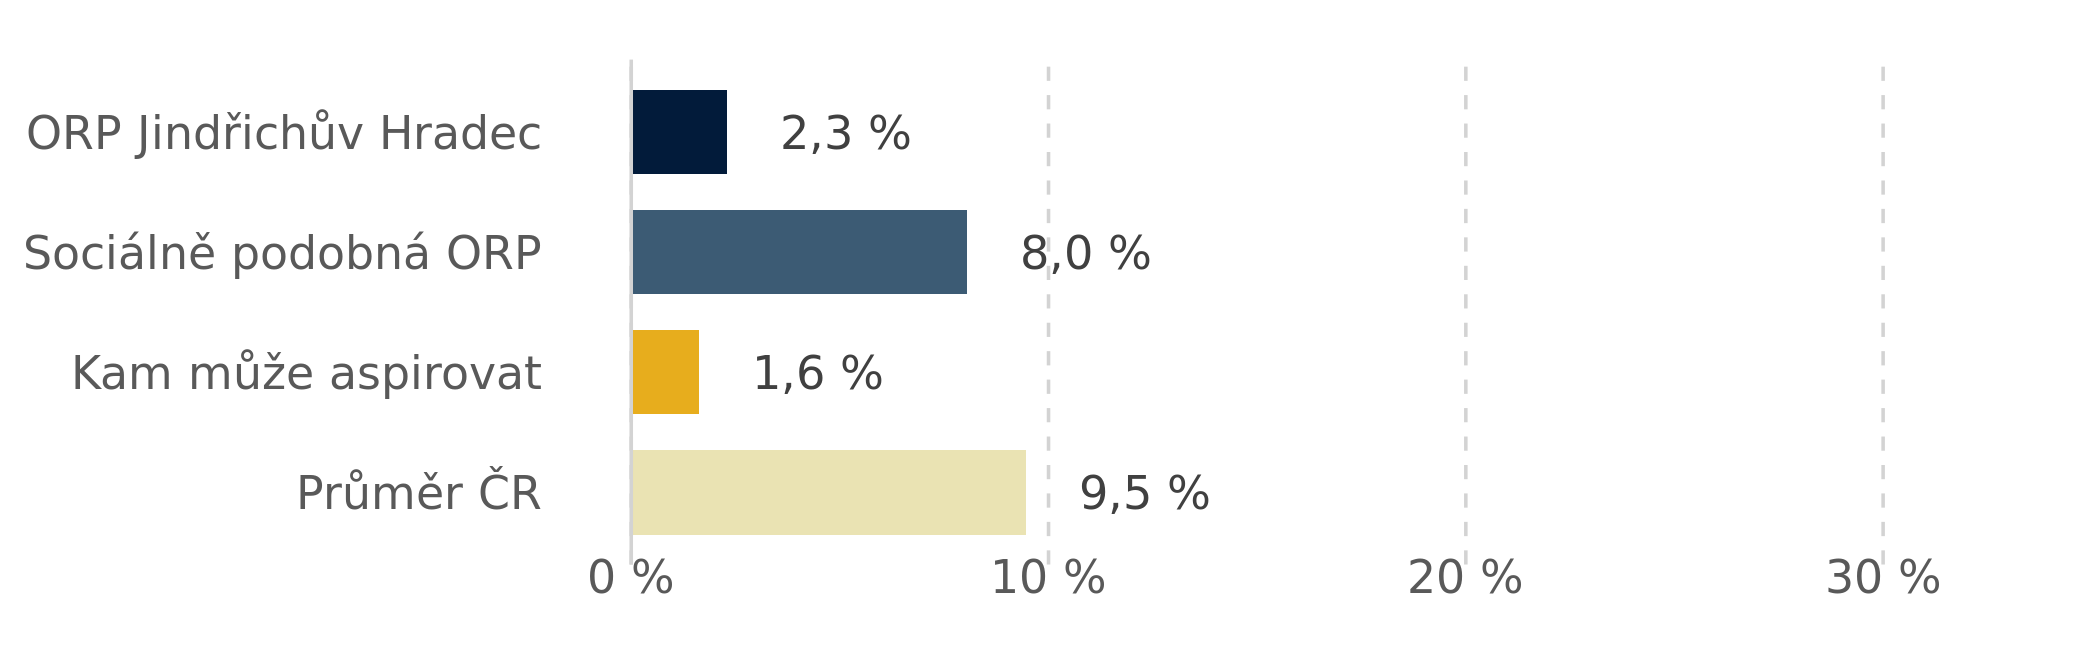 ORP Jindřichův Hradec 2,3 %
Sociálně podobná ORP 8,0 %
Kam může aspirovat 1,6 %
Průměr ČR 9,5 %
0 % 10 % 20 % 30 %